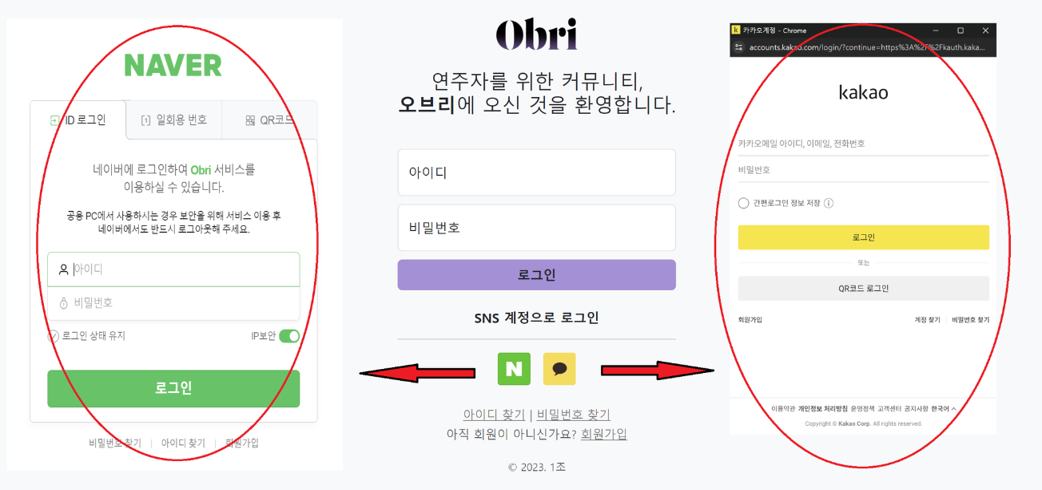 NAVER
ID 로그인
일회용 번호
QR코드
네이버에 로그인하여 Obri 서비스를
이용하실 수 있습니다.
공용 PC에서 사용하시는 경우 보안을 위해 서비스 이용 후
네이버에서도 반드시 로그아웃해 주세요.
아이디
비밀번호
로그인 상태 유지
IP보안
로그인
비밀번호 찾기 | 아이디 찾기 | 회원가입
Obri
연주자를 위한 커뮤니티,
오브리에 오신 것을 환영합니다.
아이디
비밀번호
로그인
SNS 계정으로 로그인
N
아이디 찾기 | 비밀번호 찾기
아직 회원이 아니신가요? 회원가입
© 2023. 1조
카카오계정 - Chrome
accounts.kakao.com/login/?continue=https%3A%2F%2Fkauth.kaka...
kakao
카카오메일 아이디, 이메일, 전화번호
비밀번호
간편로그인 정보 저장
로그인
또는
QR코드 로그인
회원가입
계정 찾기 | 비밀번호 찾기
이용약관 개인정보 처리방침 운영정책 고객센터 공지사항 한국어
Copyright © Kakao Corp. All rights reserved.